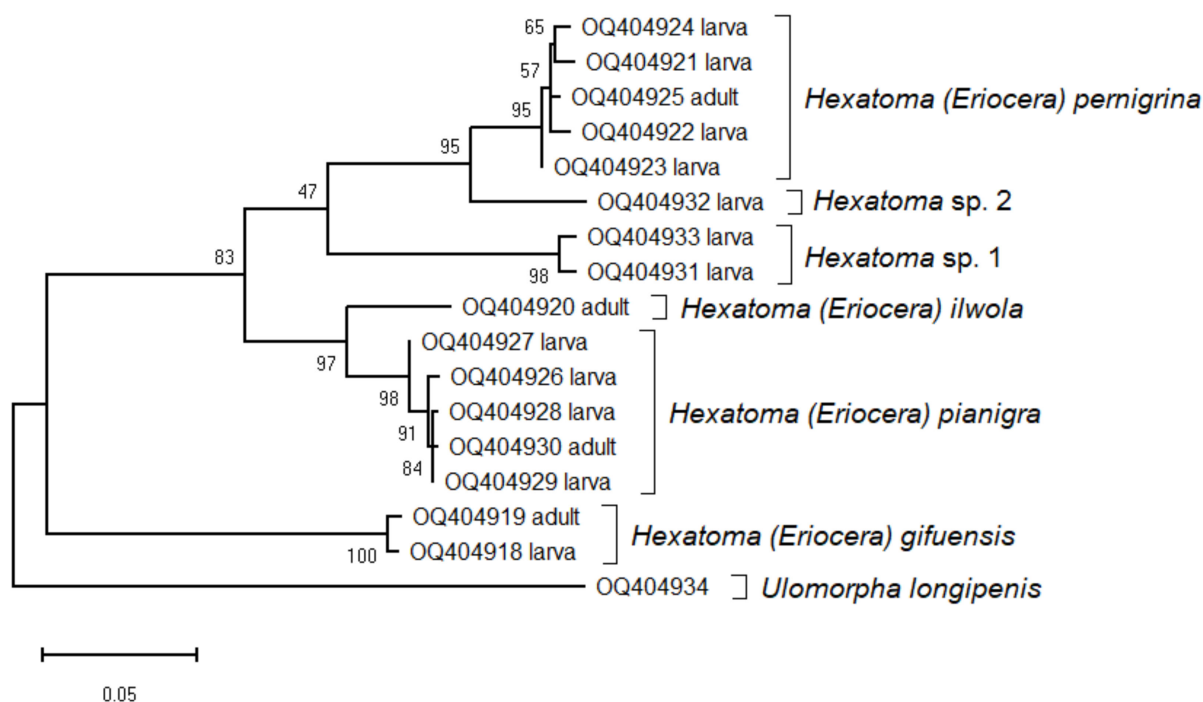 65
OQ404924 larva
OQ404921 larva
57
OQ404925 adult
Hexatoma (Eriocera) pernigrina
95
OQ404922 larva
95
OQ404923 larva
47
OQ404932 larva
Hexatoma sp. 2
OQ404933 larva
83
Hexatoma sp. 1
98
OQ404931 larva
OQ404920 adult
Hexatoma (Eriocera) ilwola
OQ404927 larva
97
OQ404926 larva
98
OQ404928 larva
Hexatoma (Eriocera) pianigra
91
OQ404930 adult
84
OQ404929 larva
OQ404919 adult
Hexatoma (Eriocera) gifuensis
100
OQ404918 larva
OQ404934
Ulomorpha longipenis
0.05